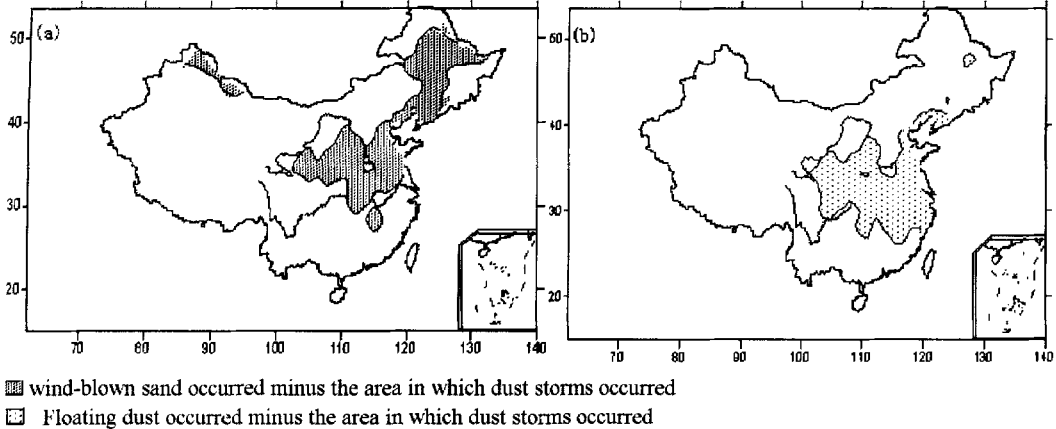 (a)
50
40
30
20
70 80 90 100 110 120 130 140
(b)
50
40
30
20
70 80 90 100 110 120 130 140
wind-blown sand occurred minus the area in which dust storms occurred
Floating dust occurred minus the area in which dust storms occurred